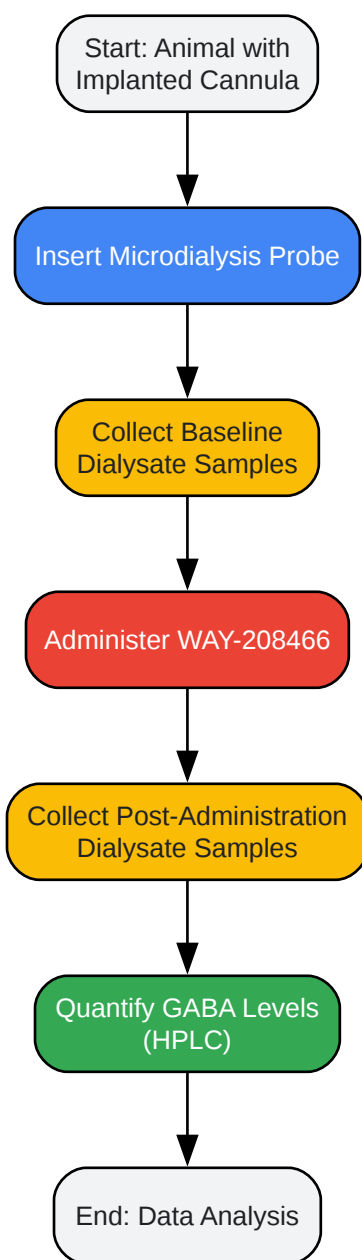 Start: Animal with
Implanted Cannula
Insert Microdialysis Probe
Collect Baseline
Dialysate Samples
Administer WAY-208466
Collect Post-Administration
Dialysate Samples
Quantify GABA Levels
(HPLC)
End: Data Analysis